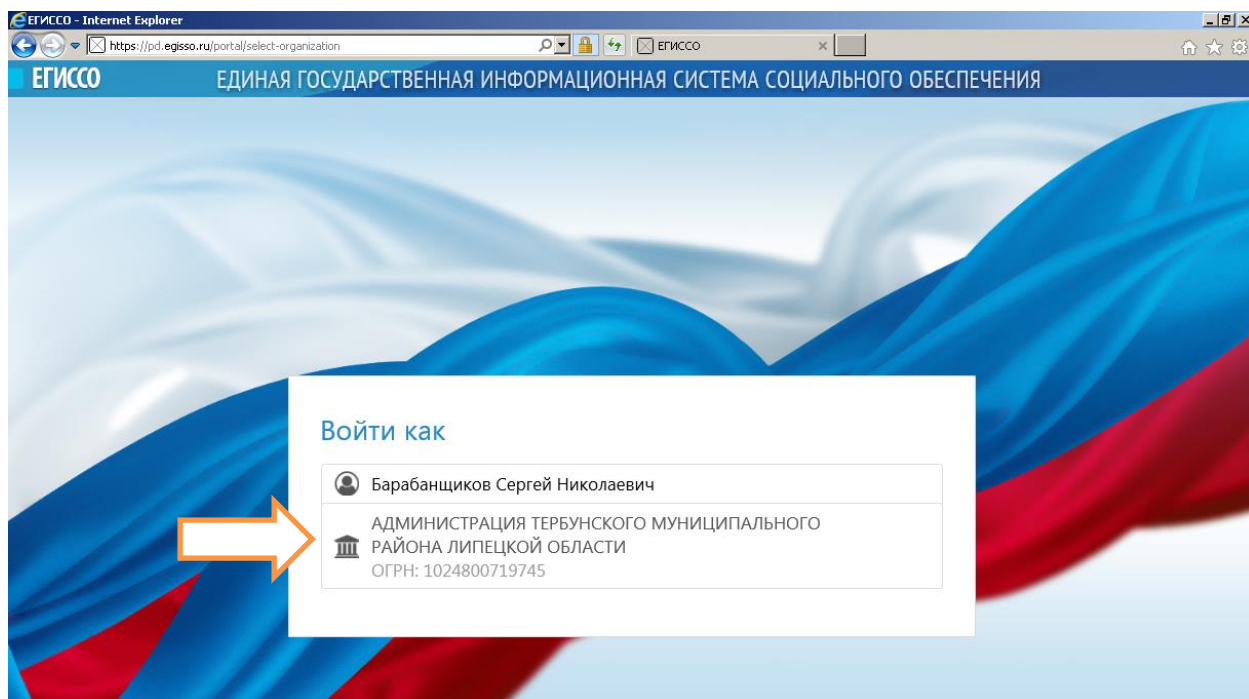 ЕГИССО - Internet Explorer
https://pd.egisso.ru/portal/select-organization
ЕГИССО
ЕГИССО
ЕДИНАЯ ГОСУДАРСТВЕННАЯ ИНФОРМАЦИОННАЯ СИСТЕМА СОЦИАЛЬНОГО ОБЕСПЕЧЕНИЯ
Войти как
Барабанщиков Сергей Николаевич
АДМИНИСТРАЦИЯ ТЕРБУНСКОГО МУНИЦИПАЛЬНОГО
РАЙОНА ЛИПЕЦКОЙ ОБЛАСТИ
ОГРН: 1024800719745